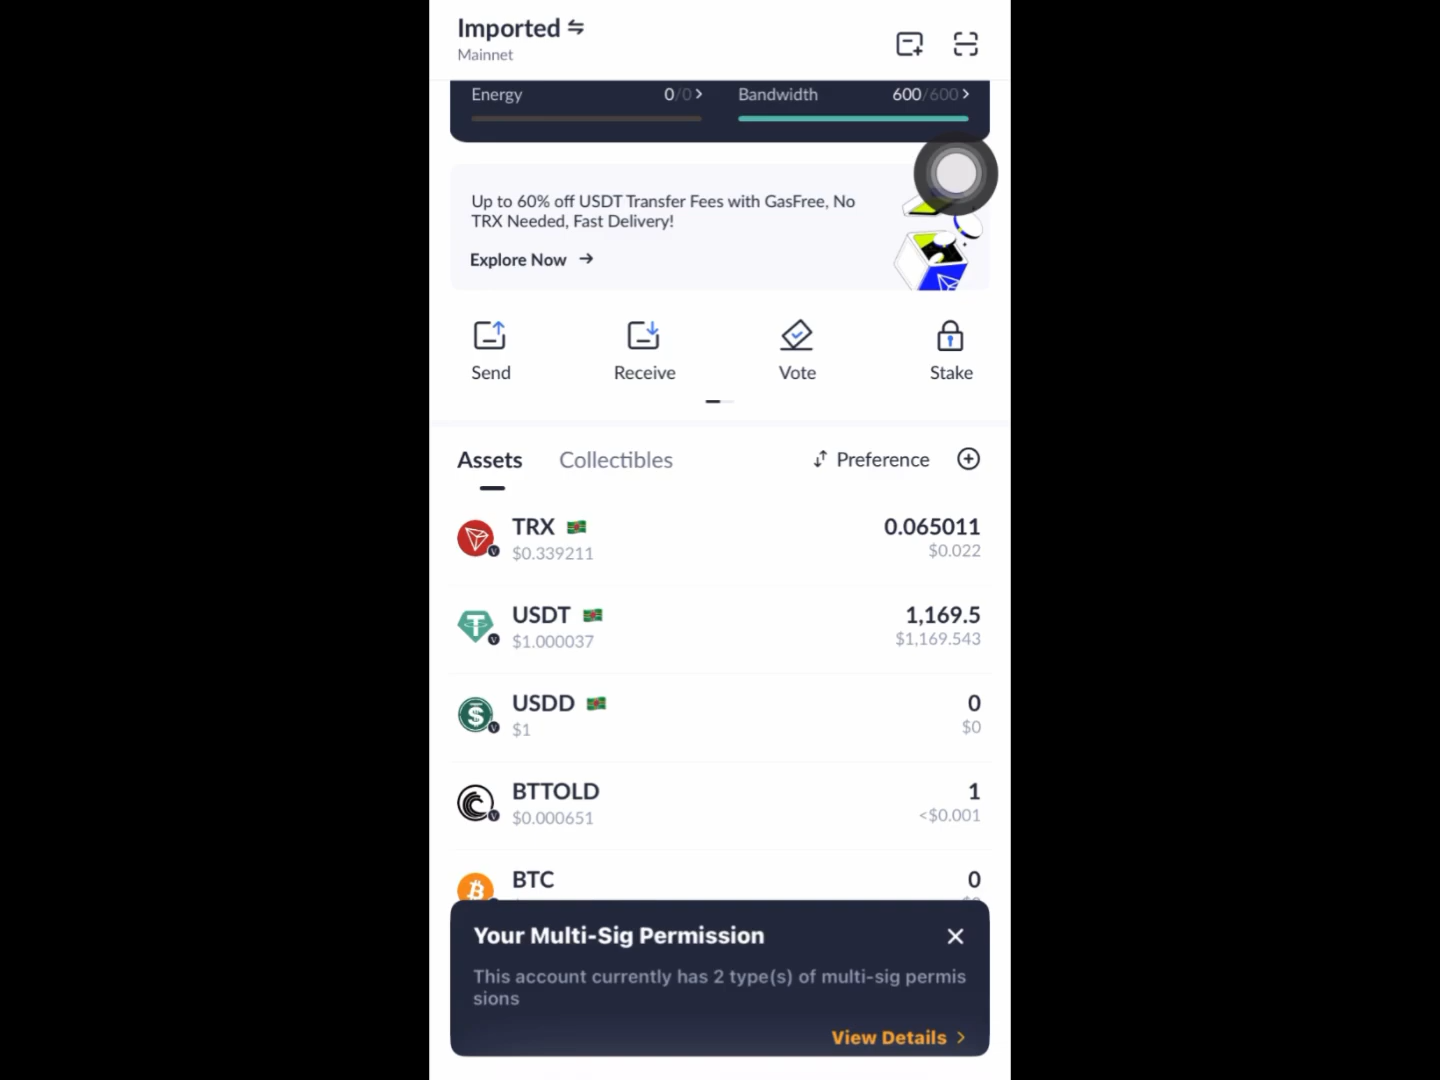 Imported
Mainnet
Energy 0/0 Bandwidth 600/600
Up to 60% off USDT Transfer Fees with GasFree, No
TRX Needed, Fast Delivery!
Explore Now
Send Receive Vote Stake
Assets Collectibles Preference
TRX 0.065011
$0.339211 $0.022
USDT 1,169.5
$1.000037 $1,169.543
USDD 0
$1 $0
BTTOLD 1
$0.000651 <$0.001
BTC 0
Your Multi-Sig Permission
This account currently has 2 type(s) of multi-sig permis
sions
View Details